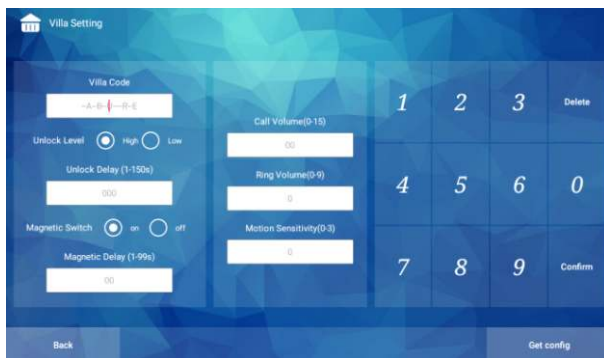 Villa Setting
Villa Code
-A-B-U-R-E
Unlock Level High Low
Unlock Delay (1-150s)
000
Magnetic Switch on off
Magnetic Delay (1-99s)
00
Call Volume(0-15)
00
Ring Volume(0-9)
0
Motion Sensitivity(0-3)
0
1 2 3 Delete
4 5 6 0
7 8 9 Confirm
Back
Get config